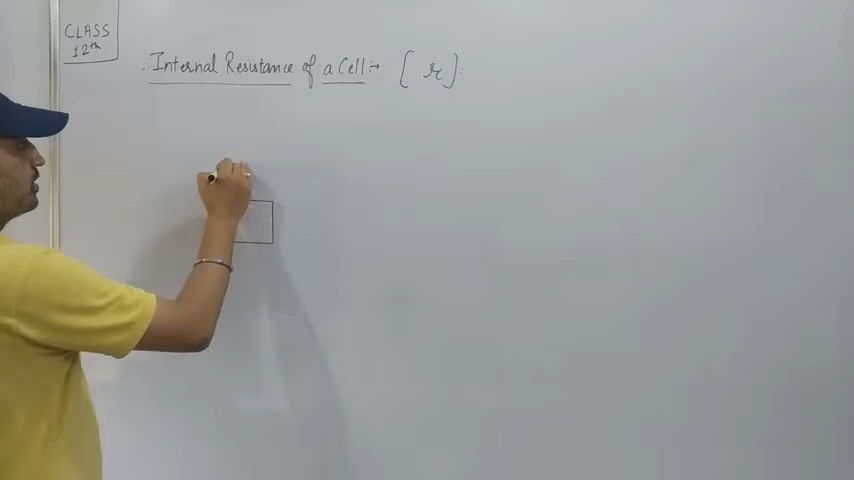 CLASS
12th
Internal Resistance of a Cell :→ [ r ]